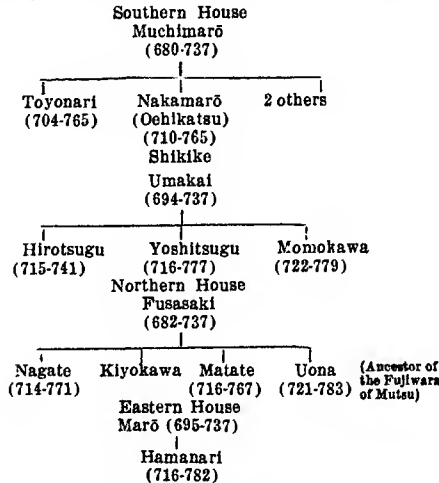 Southern House
Muchimarō
(680-737)
Toyonari Nakamarō 2 others
(704-765) (Oehikatsu)
(710-765)
Shikike
Umakai
(694-737)
Hirotsugu Yoshitsugu Momokawa
(715-741) (716-777) (722-779)
Northern House
Fusasaki
(682-737)
Nagate Kiyokawa Matate Uona (Ancestor of
(714-771) (716-767) (721-783) the Fujiwara
of Mutsu)
Eastern House
Marō (695-737)
Hamanari
(716-782)